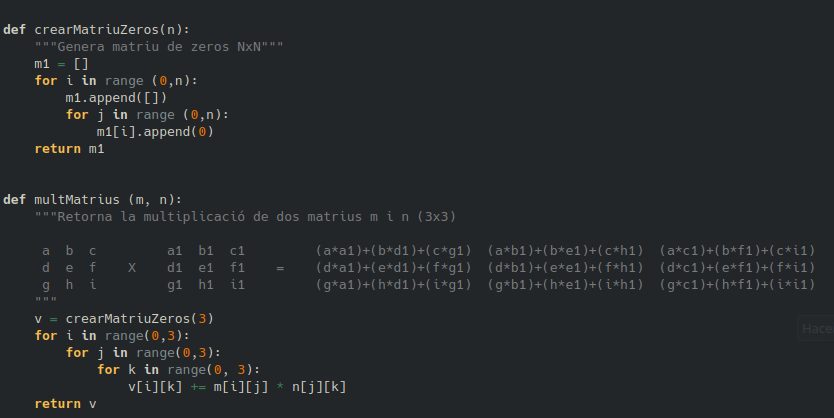 def crearMatriuZeros(n):
    """Genera matriu de zeros NxN"""
    m1 = []
    for i in range (0,n):
        m1.append([])
        for j in range (0,n):
            m1[i].append(0)
    return m1
def multMatrius (m, n):
    """Retorna la multiplicació de dos matrius m i n (3x3)
     a  b  c         a1  b1  c1         (a*a1)+(b*d1)+(c*g1)  (a*b1)+(b*e1)+(c*h1)  (a*c1)+(b*f1)+(c*i1)
     d  e  f    X    d1  e1  f1    =    (d*a1)+(e*d1)+(f*g1)  (d*b1)+(e*e1)+(f*h1)  (d*c1)+(e*f1)+(f*i1)
     g  h  i         g1  h1  i1         (g*a1)+(h*d1)+(i*g1)  (g*b1)+(h*e1)+(i*h1)  (g*c1)+(h*f1)+(i*i1)
    """
    v = crearMatriuZeros(3)
    for i in range(0,3):
        for j in range(0,3):
            for k in range(0, 3):
                v[i][k] += m[i][j] * n[j][k]
    return v
Hace